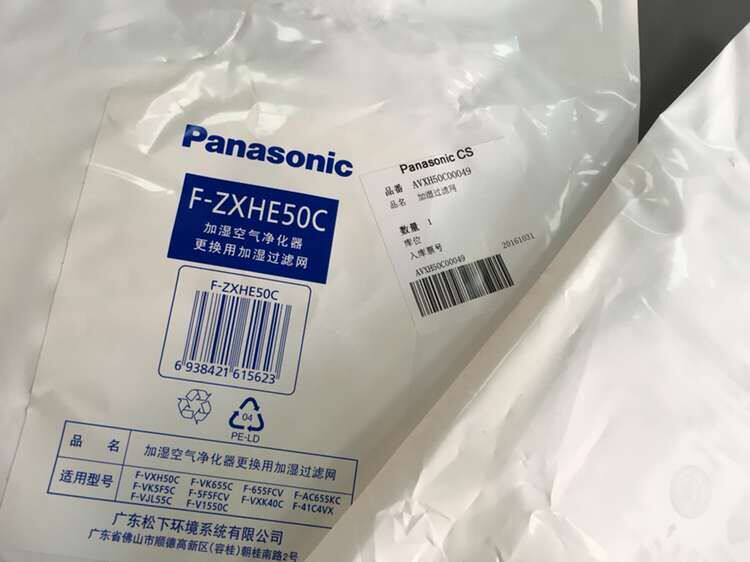 Panasonic
F-ZXHE50C
加湿空气净化器
更换用加湿过滤网
F-ZXHE50C
6 938421 615623
04
PE-LD
品 名 加湿空气净化器更换用加湿过滤网
适用型号 F-VXH50C F-VK655C F-655FCV F-AC655KC
F-VK5F5C F-5F5FCV F-VXK40C F-41C4VX
F-VJL55C F-V1550C
广东松下环境系统有限公司
广东省佛山市顺德高新区(容桂)朝桂南路2号
Panasonic CS
品番 AVXH50C00049
品名 加湿过滤网
数量 1
库位
入库票号 20161031
AVXH50C00049